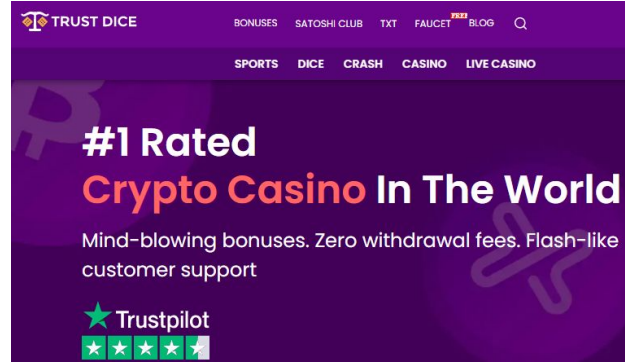 TRUST DICE
BONUSES SATOSHI CLUB TXT FAUCET FREE BLOG
SPORTS DICE CRASH CASINO LIVE CASINO
#1 Rated
Crypto Casino In The World
Mind-blowing bonuses. Zero withdrawal fees. Flash-like
customer support
Trustpilot